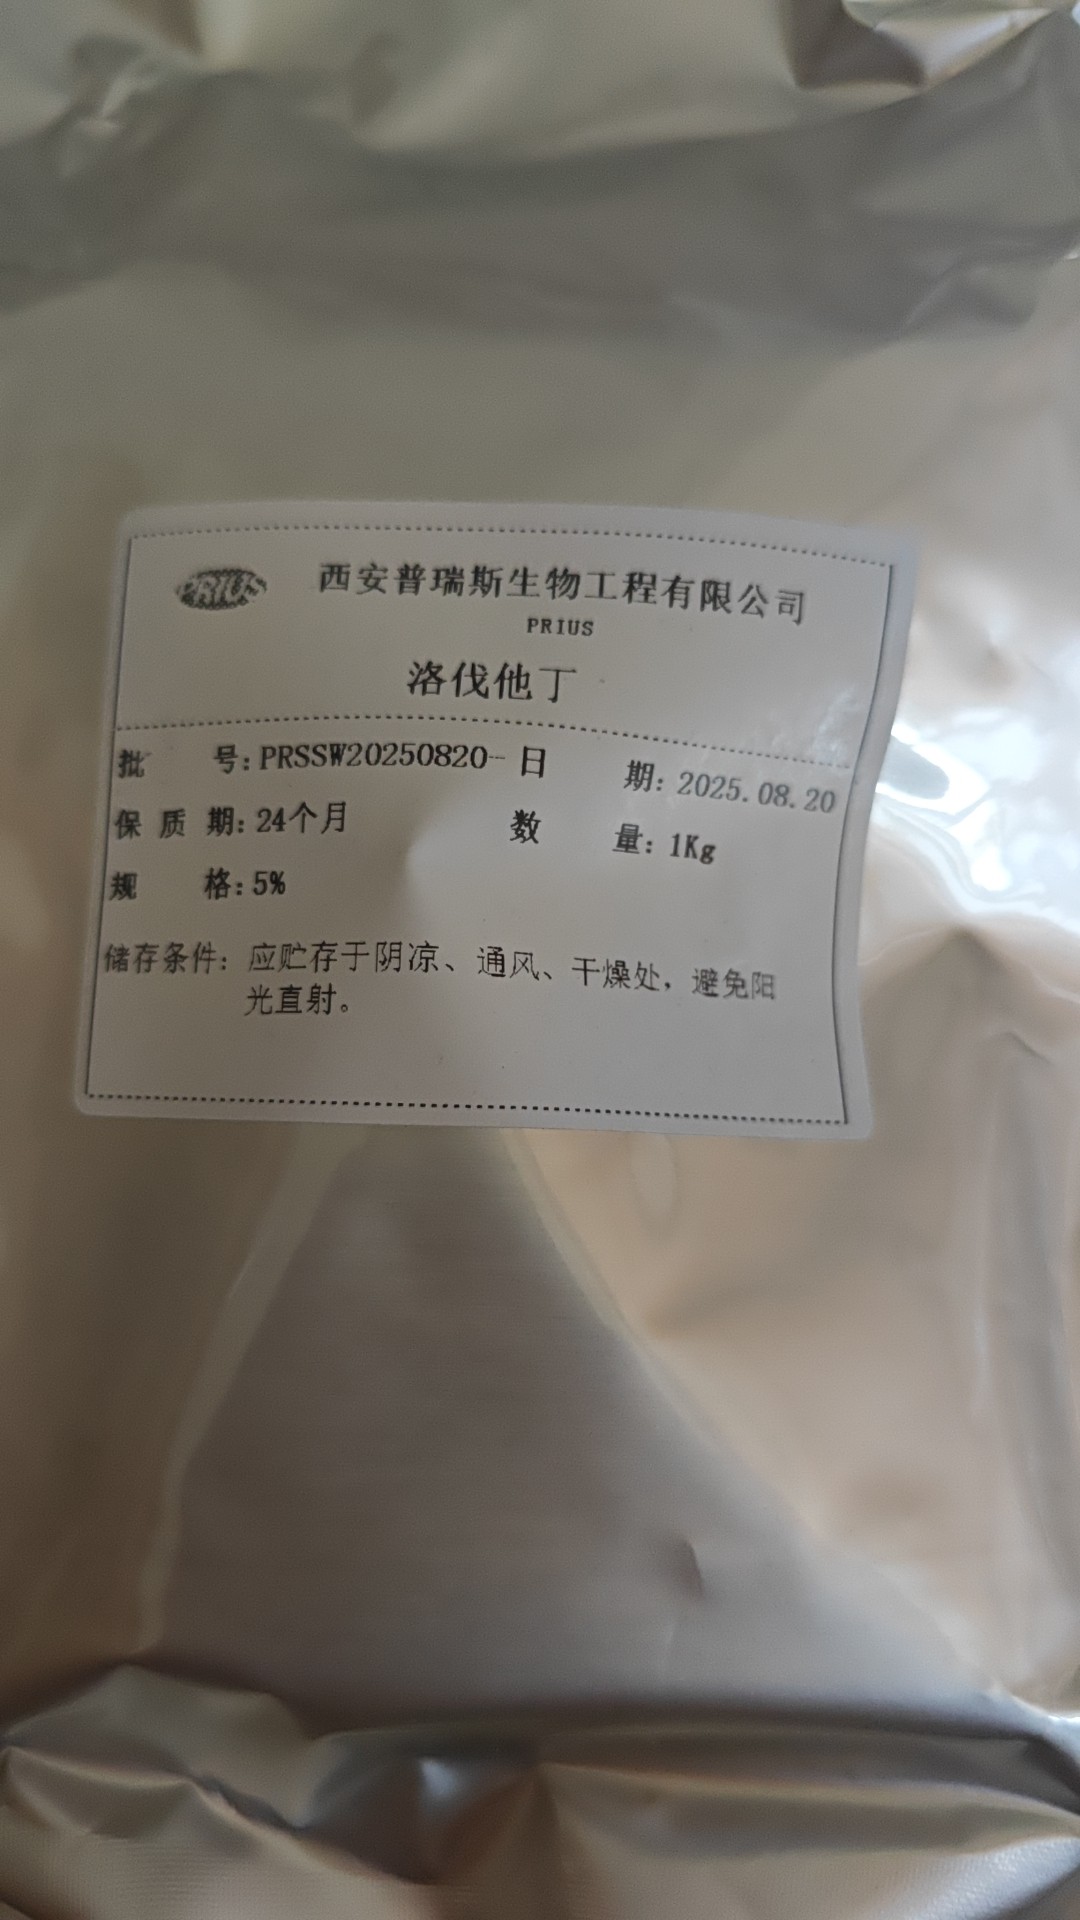 PRIUS
西安普瑞斯生物工程有限公司
PRIUS
洛伐他丁
批 号: PRSSW20250820- 日 期: 2025.08.20
保 质 期: 24个月 数 量: 1Kg
规 格: 5%
储存条件: 应贮存于阴凉、通风、干燥处，避免阳
光直射。